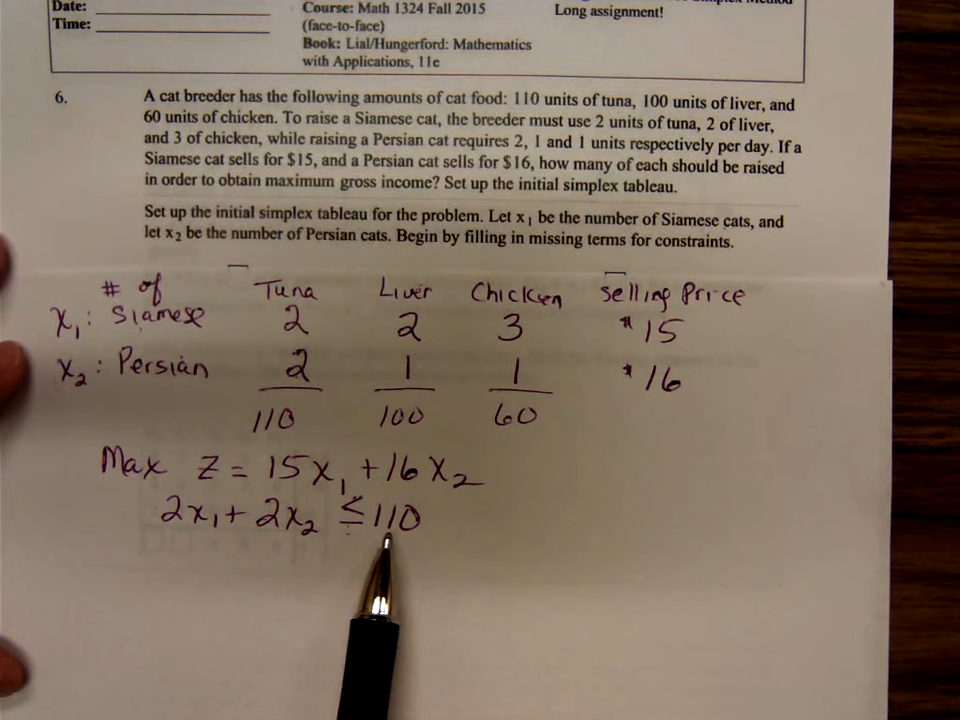 Date:
Time:
Course: Math 1324 Fall 2015
(face-to-face)
Book: Lial/Hungerford: Mathematics
with Applications, 11e
Long assignment!
6. A cat breeder has the following amounts of cat food: 110 units of tuna, 100 units of liver, and
60 units of chicken. To raise a Siamese cat, the breeder must use 2 units of tuna, 2 of liver,
and 3 of chicken, while raising a Persian cat requires 2, 1 and 1 units respectively per day. If a
Siamese cat sells for $15, and a Persian cat sells for $16, how many of each should be raised
in order to obtain maximum gross income? Set up the initial simplex tableau.
Set up the initial simplex tableau for the problem. Let x₁ be the number of Siamese cats, and
let x₂ be the number of Persian cats. Begin by filling in missing terms for constraints.
# of Tuna Liver Chicken Selling Price
x₁: Siamese 2 2 3 $15
x₂: Persian 2 1 1 $16
110 100 60
Max Z = 15x₁ + 16x₂
2x₁ + 2x₂ ≤ 110